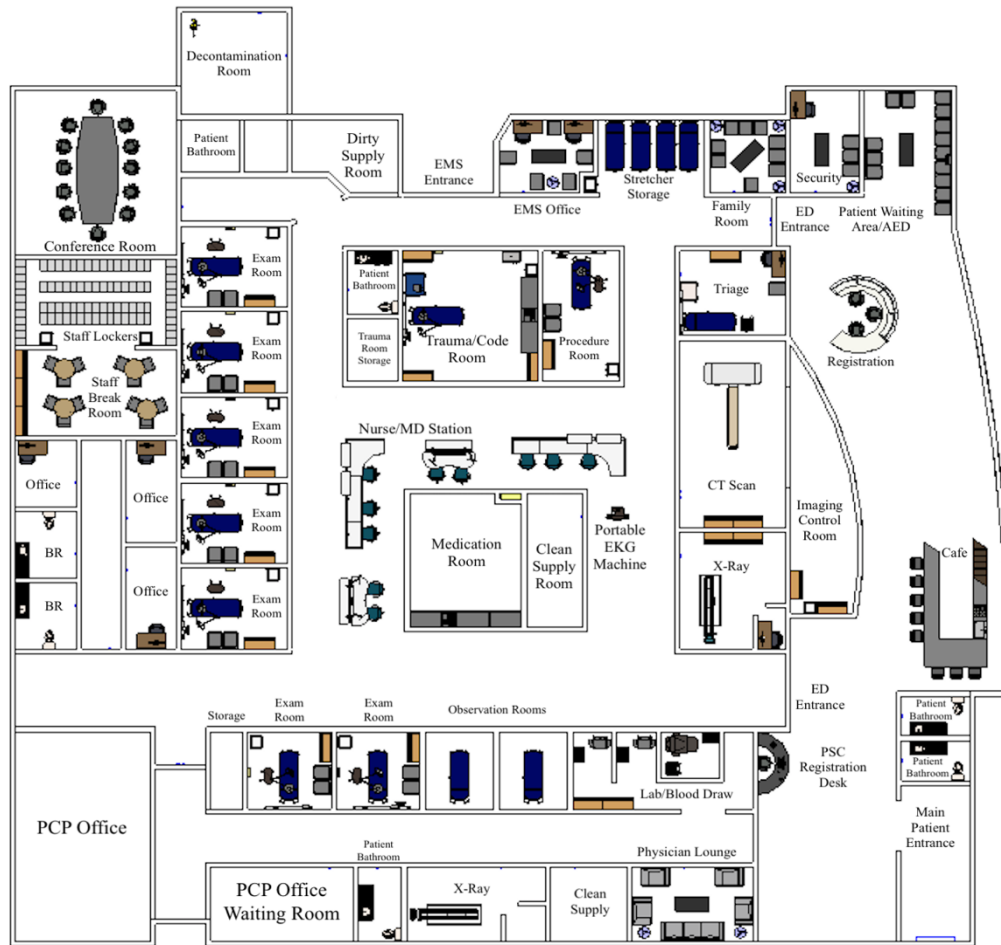 Decontamination
Room
Patient
Bathroom
Dirty
Supply
Room
EMS
Entrance
EMS Office
Stretcher
Storage
Family
Room
Security
ED
Entrance
Patient Waiting
Area/AED
Conference Room
Exam
Room
Patient
Bathroom
Trauma
Room
Storage
Trauma/Code
Room
Procedure
Room
Triage
Registration
Staff Lockers
Exam
Room
Staff
Break
Room
Exam
Room
Nurse/MD Station
Office
Office
Exam
Room
CT Scan
Imaging
Control
Room
Medication
Room
Clean
Supply
Room
Portable
EKG
Machine
BR
BR
Office
Exam
Room
X-Ray
Cafe
Storage
Exam
Room
Exam
Room
Observation Rooms
ED
Entrance
Patient
Bathroom
Patient
Bathroom
PSC
Registration
Desk
Lab/Blood Draw
PCP Office
Main
Patient
Entrance
Patient
Bathroom
Physician Lounge
PCP Office
Waiting Room
X-Ray
Clean
Supply